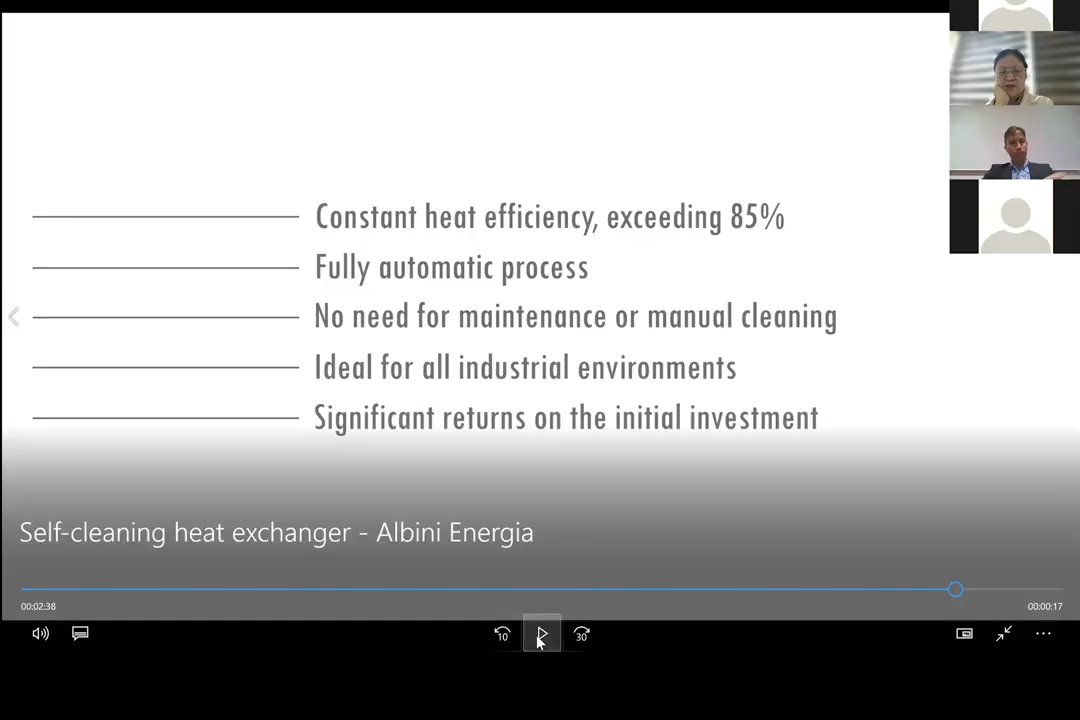 Constant heat efficiency, exceeding 85%
Fully automatic process
No need for maintenance or manual cleaning
Ideal for all industrial environments
Significant returns on the initial investment
Self-cleaning heat exchanger - Albini Energia
00:02:38
00:00:17
10
30